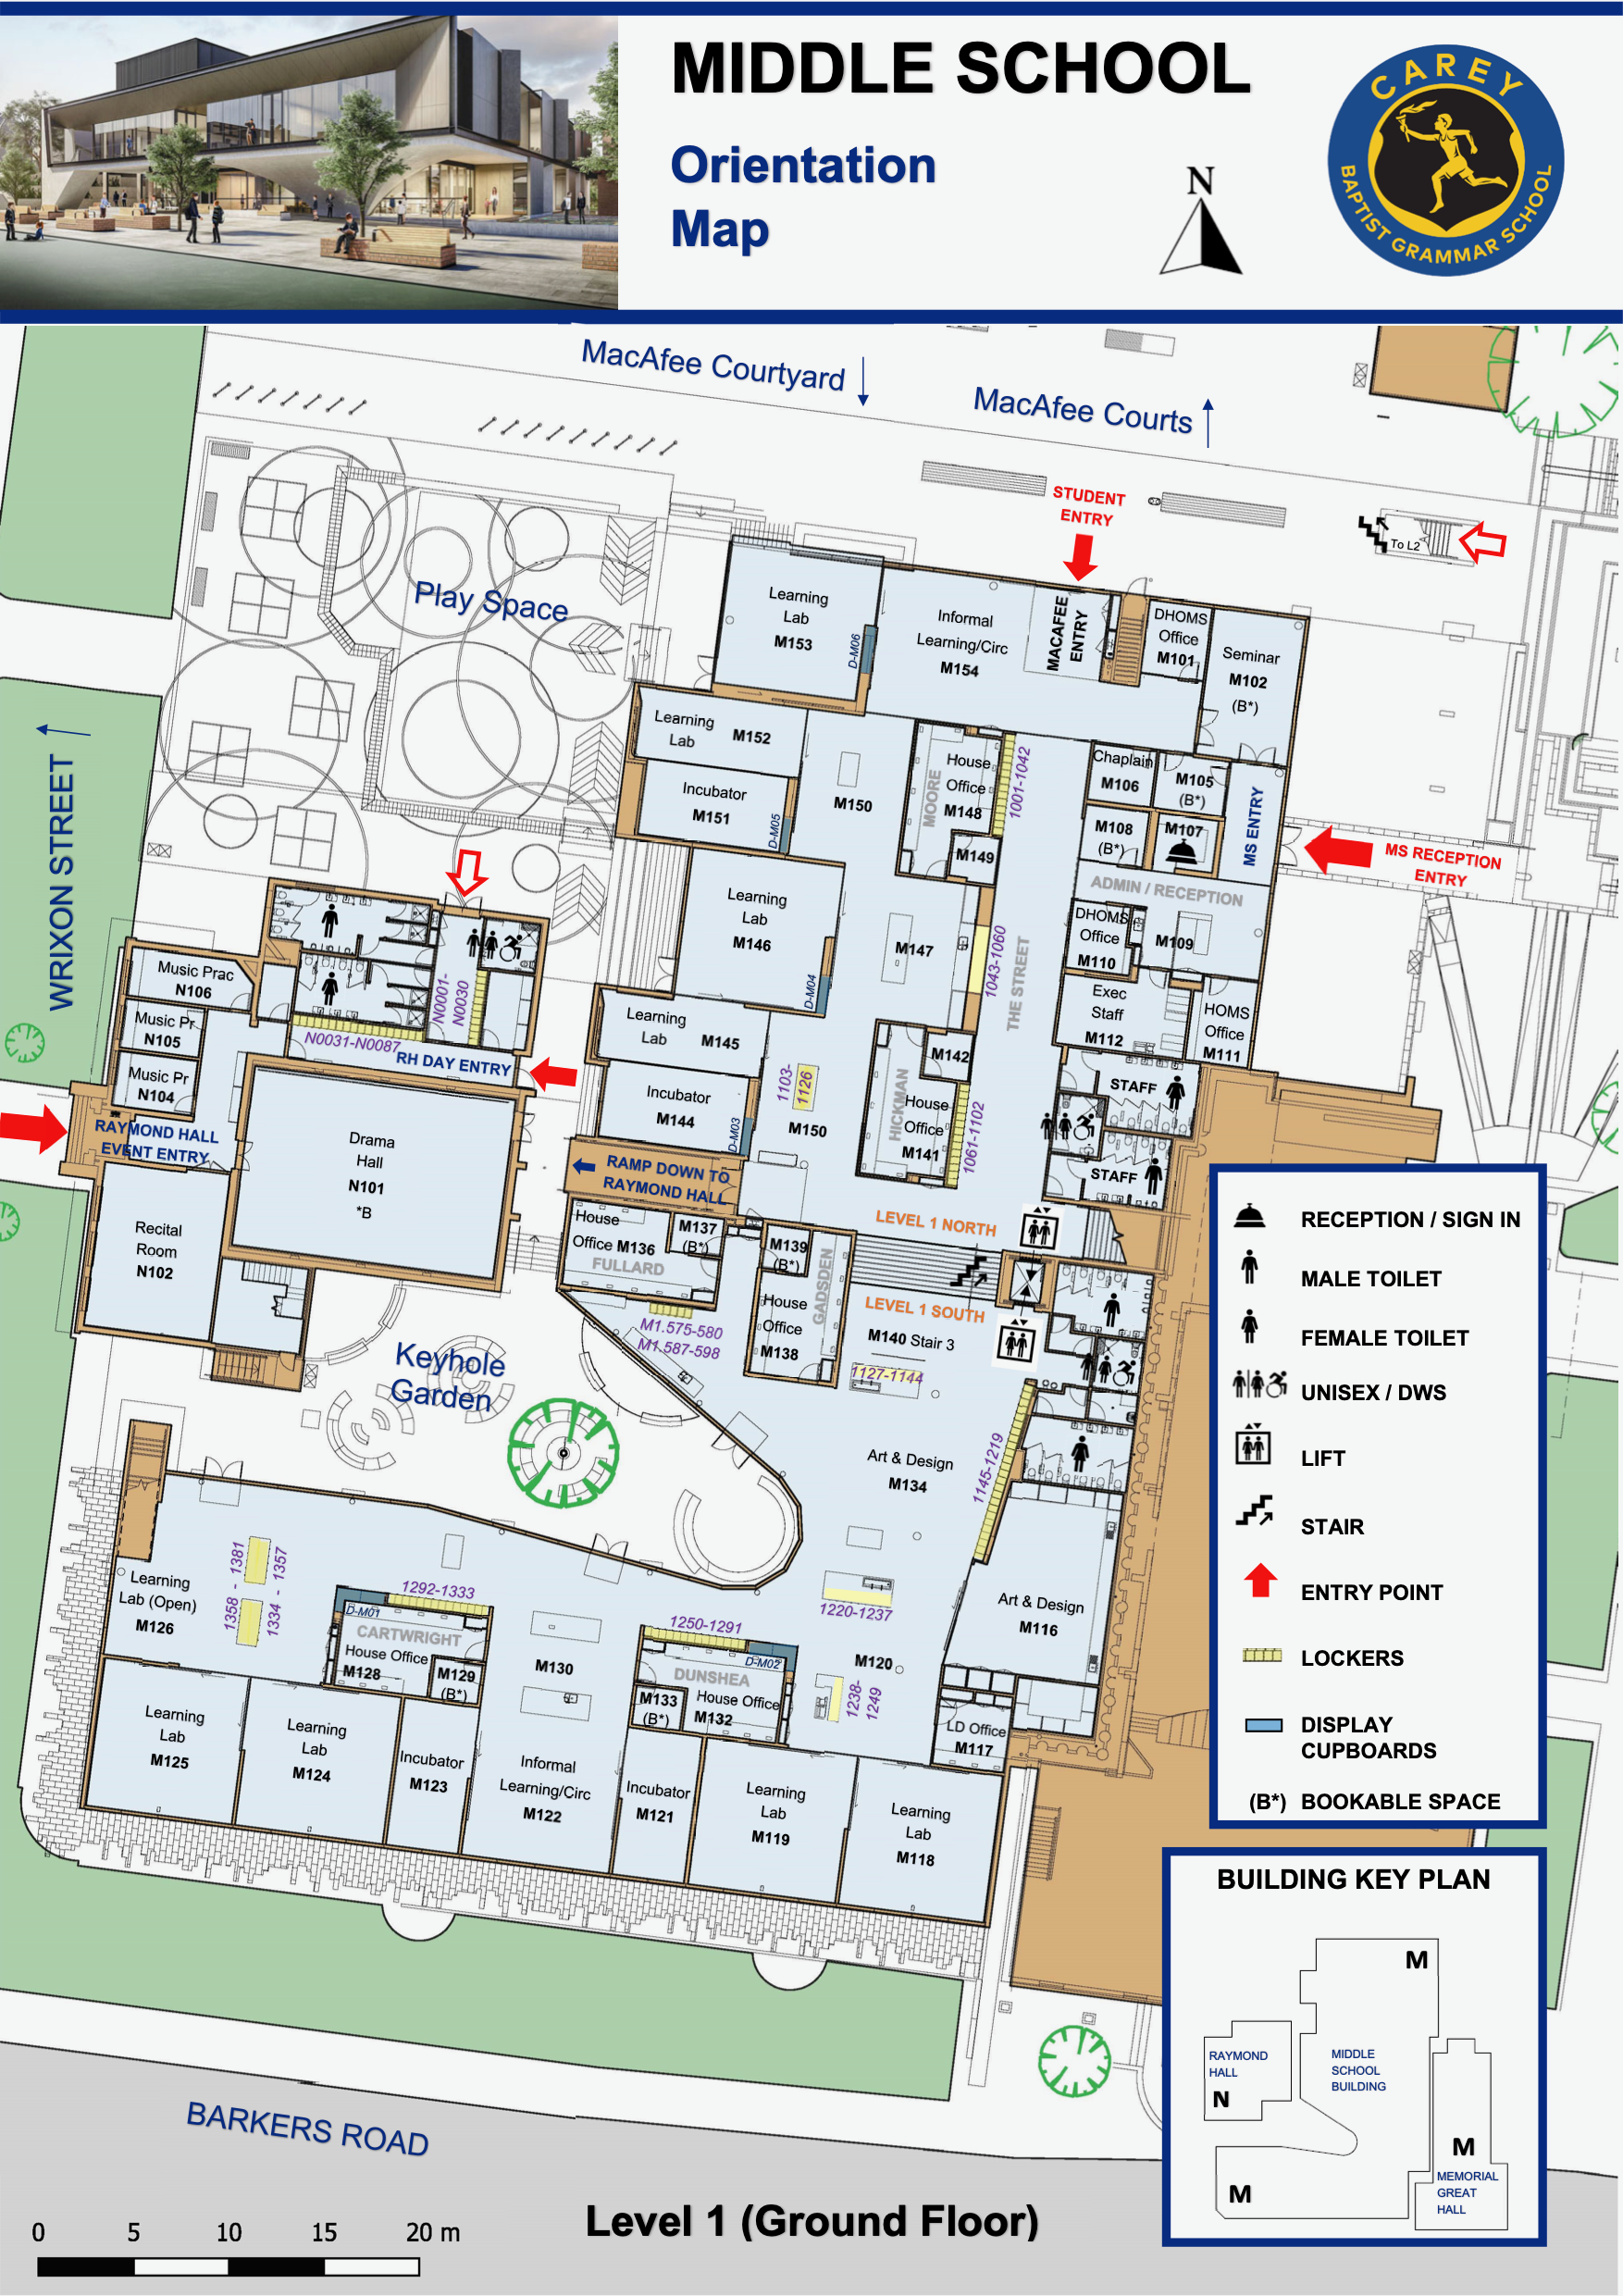 MIDDLE SCHOOL
Orientation
Map
N
CAREY
BAPTIST GRAMMAR SCHOOL
MacAfee Courtyard
MacAfee Courts
STUDENT
ENTRY
To L2
Play Space
WRIXON STREET
Learning
Lab
M153
D-M06
Informal
Learning/Circ
M154
MACAFEE
ENTRY
DHOMS
Office
M101
Seminar
M102
(B*)
Learning
Lab
M152
Incubator
M151
D-M05
M150
MOORE
House
Office
M148
M149
1001-1042
Chaplain
M106
M105
(B*)
M108
(B*)
M107
MS ENTRY
MS RECEPTION
ENTRY
ADMIN / RECEPTION
Learning
Lab
M146
D-M04
M147
1043-1060
THE STREET
DHOMS
Office
M110
M109
Exec
Staff
M112
HOMS
Office
M111
Music Prac
N106
Music Pr
N105
Music Pr
N104
N0001-
N0030
N0031-N0087
RH DAY ENTRY
RAYMOND HALL
EVENT ENTRY
Drama
Hall
N101
*B
Recital
Room
N102
Learning
Lab
M145
Incubator
M144
D-M03
1103-
1126
M150
HICKMAN
M142
House
Office
M141
1061-1102
STAFF
STAFF
RAMP DOWN TO
RAYMOND HALL
House
Office M136
FULLARD
M137
(B*)
M139
(B*)
GADSDEN
House
Office
M138
LEVEL 1 NORTH
LEVEL 1 SOUTH
M140 Stair 3
M1.575-580
M1.587-598
1127-1144
1145-1219
Keyhole
Garden
Art & Design
M134
Art & Design
M116
1220-1237
Learning
Lab (Open)
M126
1358 - 1381
1334 - 1357
1292-1333
D-M01
CARTWRIGHT
House Office
M128
M129
(B*)
M130
1250-1291
D-M02
DUNSHEA
House Office
M132
M133
(B*)
M120
1238-
1249
LD Office
M117
Learning
Lab
M125
Learning
Lab
M124
Incubator
M123
Informal
Learning/Circ
M122
Incubator
M121
Learning
Lab
M119
Learning
Lab
M118
RECEPTION / SIGN IN
MALE TOILET
FEMALE TOILET
UNISEX / DWS
LIFT
STAIR
ENTRY POINT
LOCKERS
DISPLAY
CUPBOARDS
(B*) BOOKABLE SPACE
BUILDING KEY PLAN
M
RAYMOND
HALL
N
MIDDLE
SCHOOL
BUILDING
M
MEMORIAL
GREAT
HALL
M
BARKERS ROAD
Level 1 (Ground Floor)
0 5 10 15 20 m